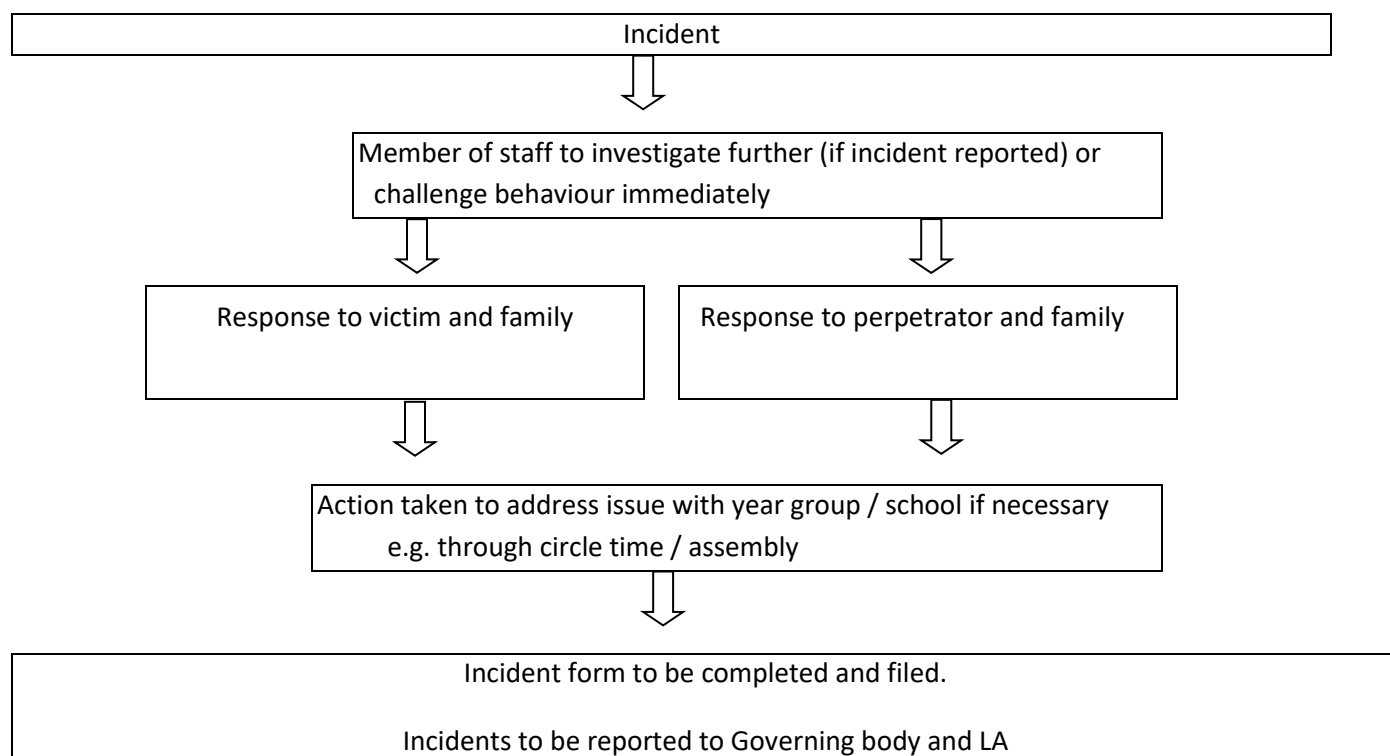 Incident
Member of staff to investigate further (if incident reported) or
challenge behaviour immediately
Response to victim and family
Response to perpetrator and family
Action taken to address issue with year group / school if necessary
e.g. through circle time / assembly
Incident form to be completed and filed.
Incidents to be reported to Governing body and LA